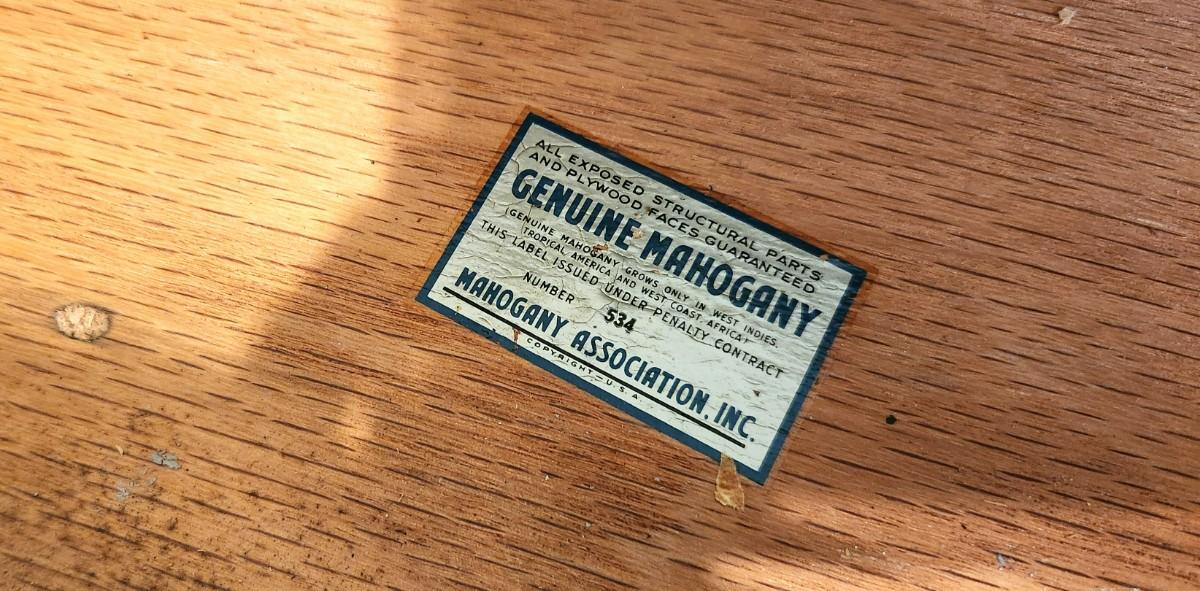 ALL EXPOSED STRUCTURAL PARTS
AND PLYWOOD FACES GUARANTEED
GENUINE MAHOGANY
(GENUINE MAHOGANY GROWS ONLY IN WEST INDIES,
TROPICAL AMERICA AND WEST COAST AFRICA)
THIS LABEL ISSUED UNDER PENALTY CONTRACT
NUMBER 534
MAHOGANY ASSOCIATION, INC.
COPYRIGHT—U.S.A.